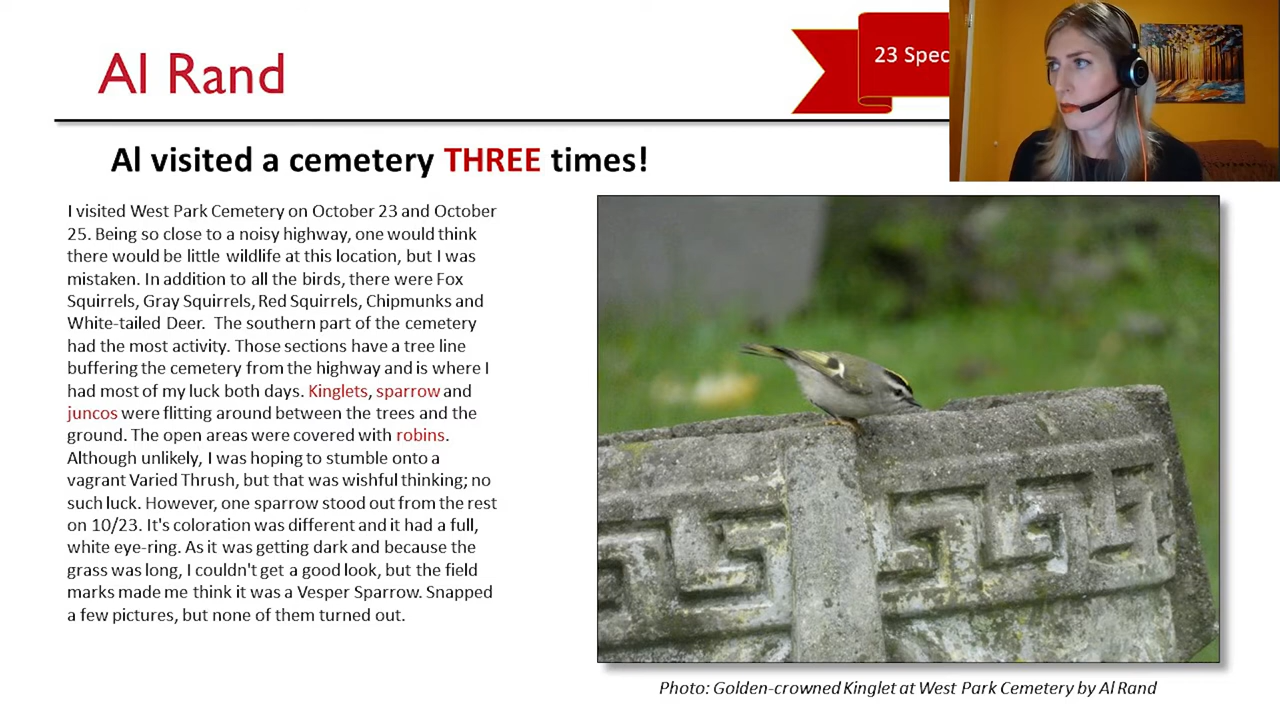 Al Rand
23 Spec
Al visited a cemetery THREE times!
I visited West Park Cemetery on October 23 and October
25. Being so close to a noisy highway, one would think
there would be little wildlife at this location, but I was
mistaken. In addition to all the birds, there were Fox
Squirrels, Gray Squirrels, Red Squirrels, Chipmunks and
White-tailed Deer. The southern part of the cemetery
had the most activity. Those sections have a tree line
buffering the cemetery from the highway and is where I
had most of my luck both days. Kinglets, sparrow and
juncos were flitting around between the trees and the
ground. The open areas were covered with robins.
Although unlikely, I was hoping to stumble onto a
vagrant Varied Thrush, but that was wishful thinking; no
such luck. However, one sparrow stood out from the rest
on 10/23. It's coloration was different and it had a full,
white eye-ring. As it was getting dark and because the
grass was long, I couldn't get a good look, but the field
marks made me think it was a Vesper Sparrow. Snapped
a few pictures, but none of them turned out.
Photo: Golden-crowned Kinglet at West Park Cemetery by Al Rand